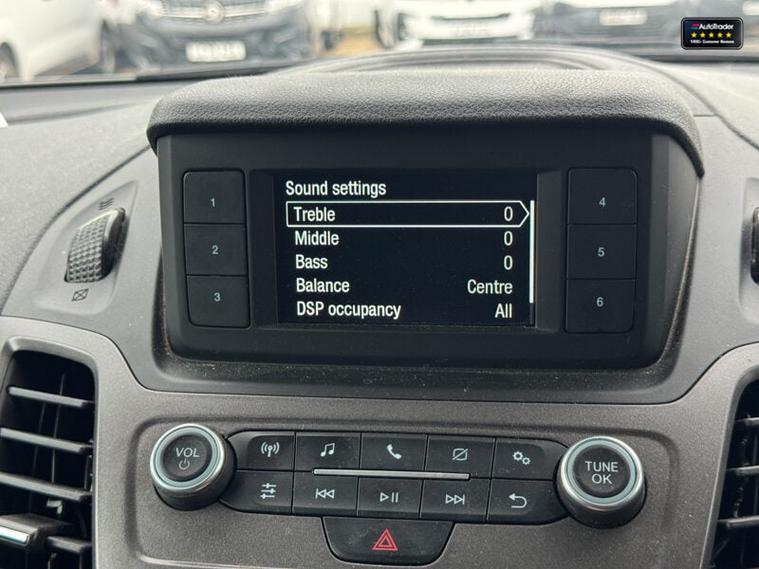 AutoTrader
Sound settings
Treble 0
Middle 0
Bass 0
Balance Centre
DSP occupancy All
1
2
3
4
5
6
VOL
TUNE
OK